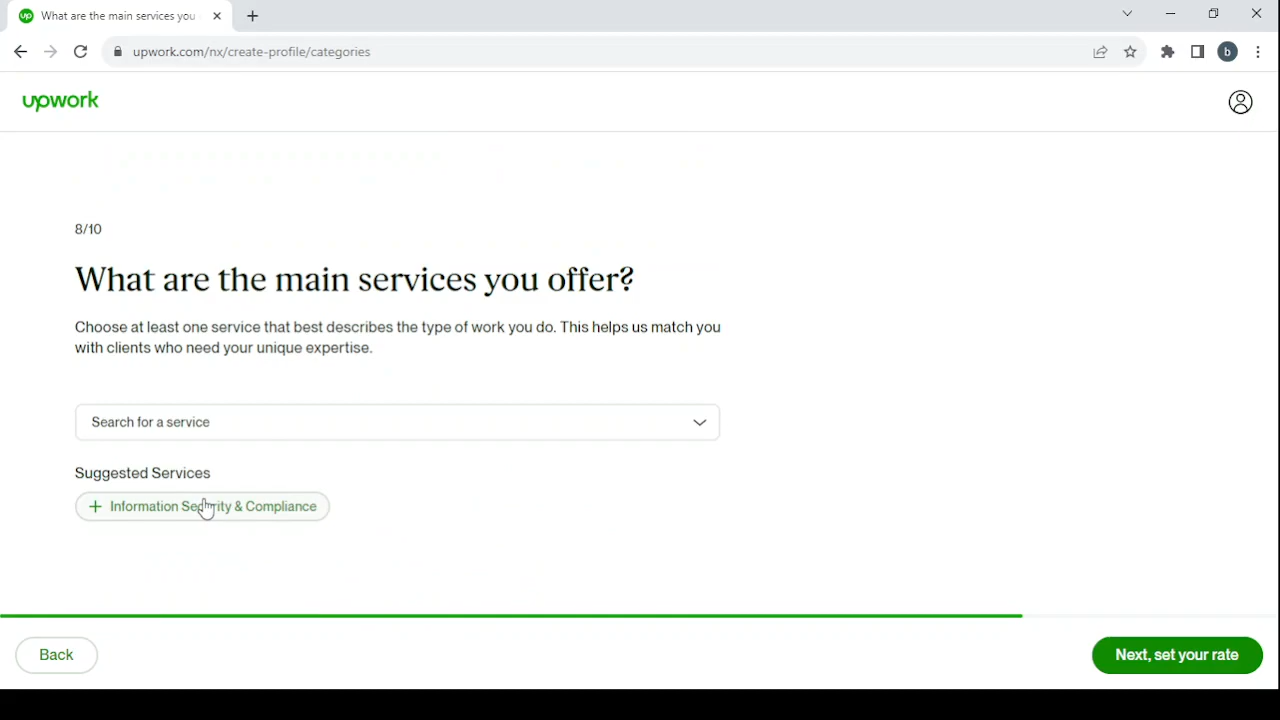 What are the main services you
upwork.com/nx/create-profile/categories
b
upwork
8/10
What are the main services you offer?
Choose at least one service that best describes the type of work you do. This helps us match you
with clients who need your unique expertise.
Search for a service
Suggested Services
+ Information Security & Compliance
Back
Next, set your rate